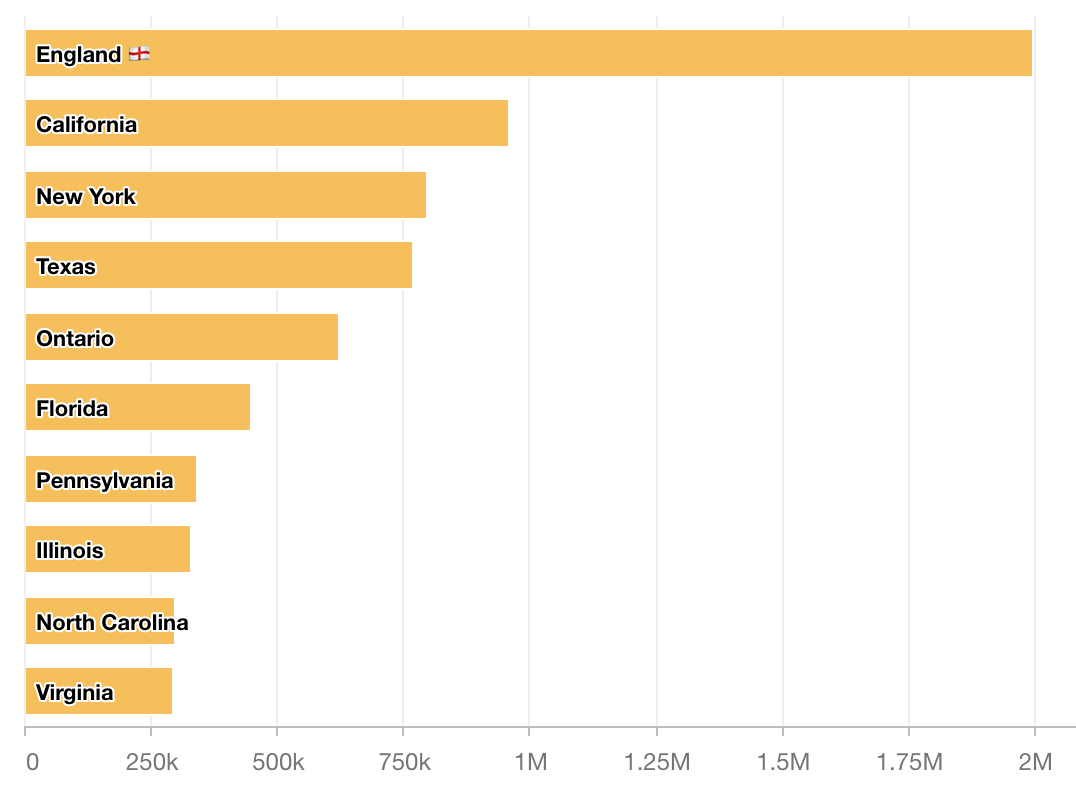 England 🏴󠁧󠁢󠁥󠁮󠁧󠁿
California
New York
Texas
Ontario
Florida
Pennsylvania
Illinois
North Carolina
Virginia
0 250k 500k 750k 1M 1.25M 1.5M 1.75M 2M